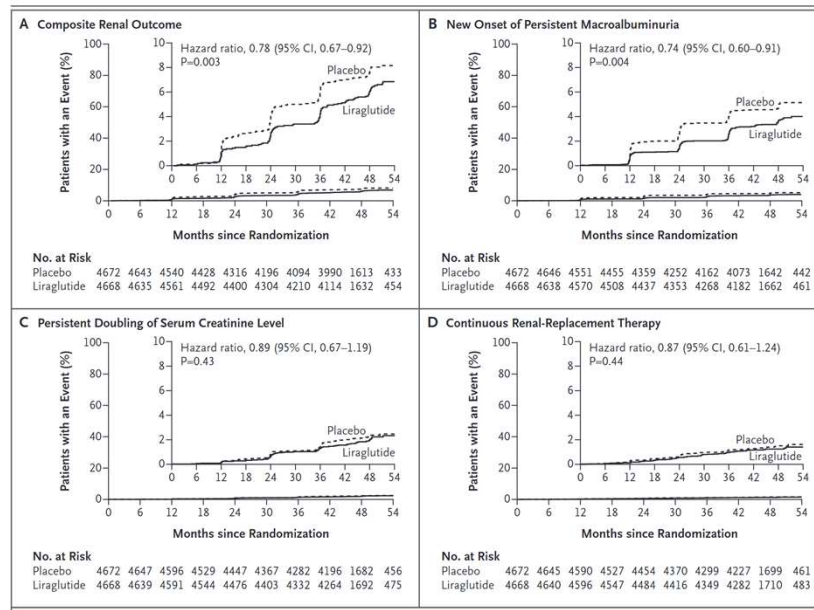 A Composite Renal Outcome
Patients with an Event (%)
100
80
60
40
20
0
10
8
6
4
2
0
Hazard ratio, 0.78 (95% CI, 0.67–0.92)
P=0.003
Placebo
Liraglutide
0 6 12 18 24 30 36 42 48 54
0 6 12 18 24 30 36 42 48 54
Months since Randomization
No. at Risk
Placebo 4672 4643 4540 4428 4316 4196 4094 3990 1613 433
Liraglutide 4668 4635 4561 4492 4400 4304 4210 4114 1632 454
B New Onset of Persistent Macroalbuminuria
Patients with an Event (%)
100
80
60
40
20
0
10
8
6
4
2
0
Hazard ratio, 0.74 (95% CI, 0.60–0.91)
P=0.004
Placebo
Liraglutide
0 6 12 18 24 30 36 42 48 54
0 6 12 18 24 30 36 42 48 54
Months since Randomization
No. at Risk
Placebo 4672 4646 4551 4455 4359 4252 4162 4073 1642 442
Liraglutide 4668 4638 4570 4508 4437 4353 4268 4182 1662 461
C Persistent Doubling of Serum Creatinine Level
Patients with an Event (%)
100
80
60
40
20
0
10
8
6
4
2
0
Hazard ratio, 0.89 (95% CI, 0.67–1.19)
P=0.43
Placebo
Liraglutide
0 6 12 18 24 30 36 42 48 54
0 6 12 18 24 30 36 42 48 54
Months since Randomization
No. at Risk
Placebo 4672 4647 4596 4529 4447 4367 4282 4196 1682 456
Liraglutide 4668 4639 4591 4544 4476 4403 4332 4264 1692 475
D Continuous Renal-Replacement Therapy
Patients with an Event (%)
100
80
60
40
20
0
10
8
6
4
2
0
Hazard ratio, 0.87 (95% CI, 0.61–1.24)
P=0.44
Placebo
Liraglutide
0 6 12 18 24 30 36 42 48 54
0 6 12 18 24 30 36 42 48 54
Months since Randomization
No. at Risk
Placebo 4672 4645 4590 4527 4454 4370 4299 4227 1699 461
Liraglutide 4668 4640 4596 4547 4484 4416 4349 4282 1710 483